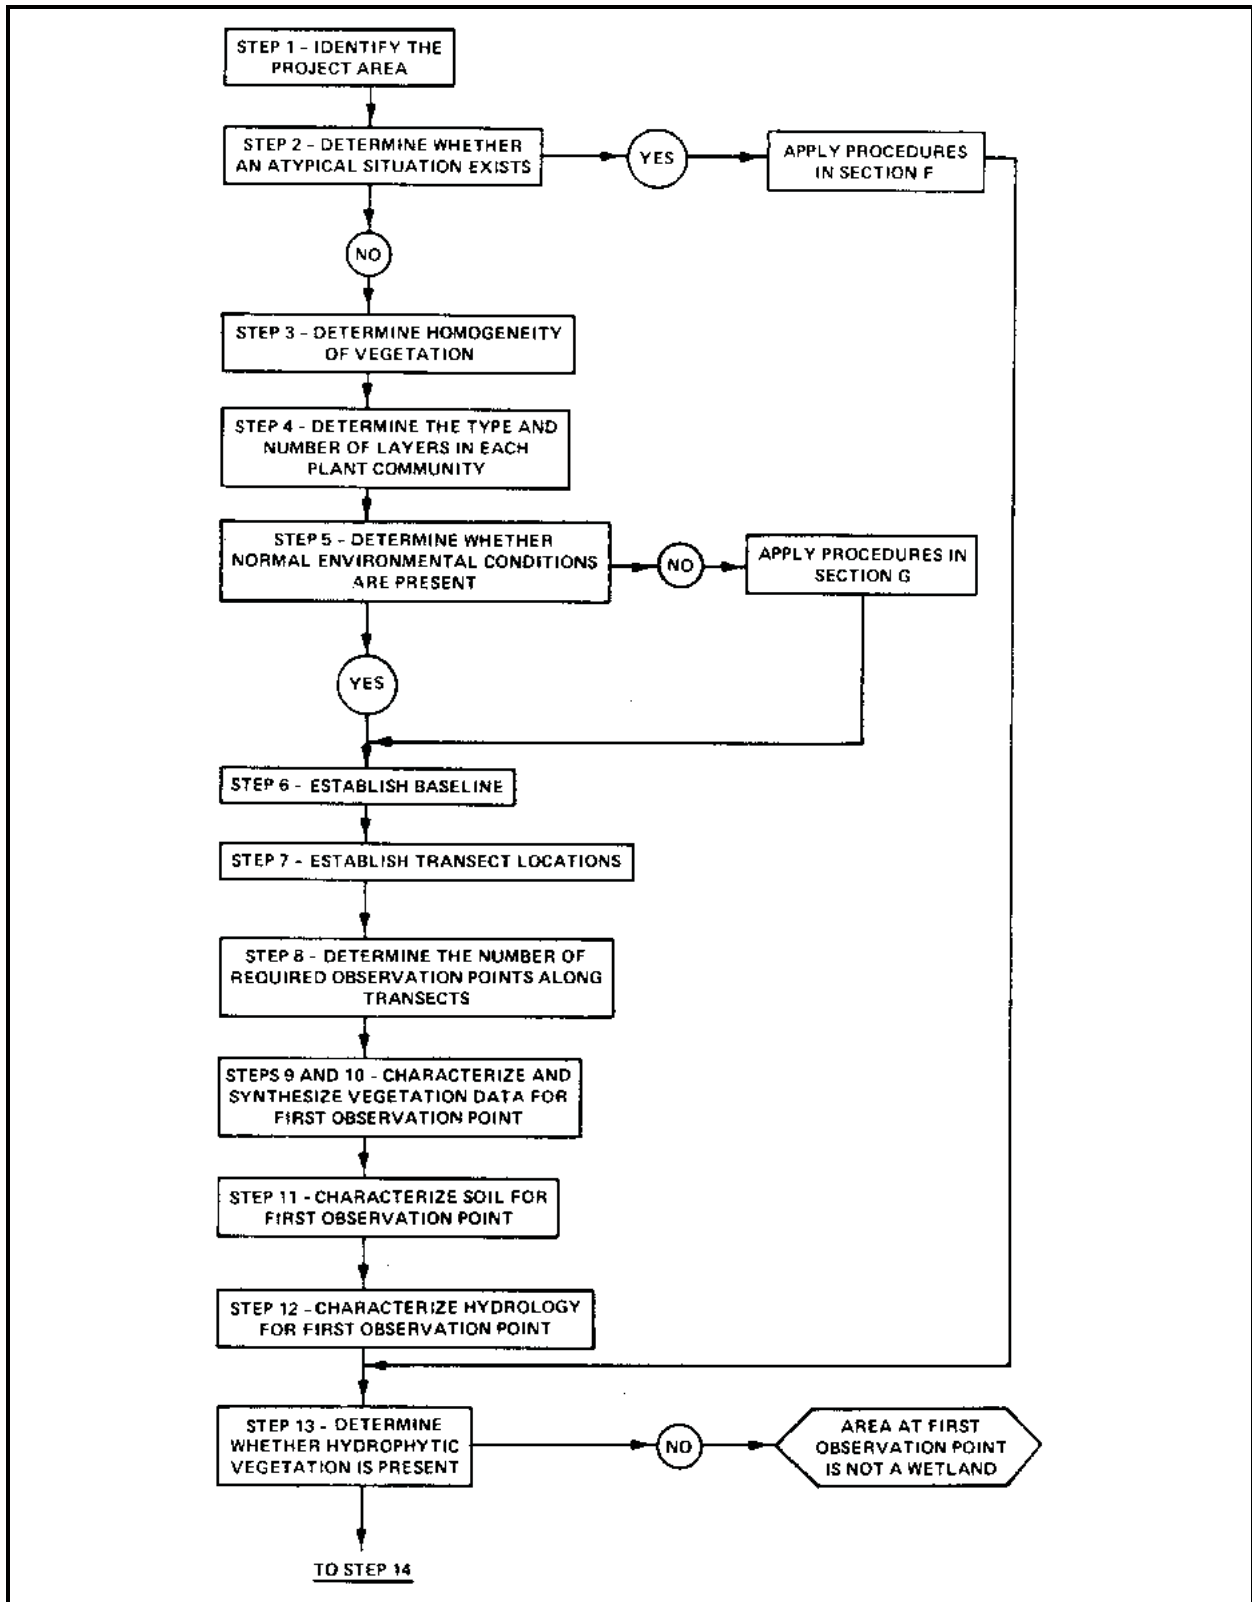 STEP 1 - IDENTIFY THE
PROJECT AREA
STEP 2 - DETERMINE WHETHER
AN ATYPICAL SITUATION EXISTS
YES
APPLY PROCEDURES
IN SECTION F
NO
STEP 3 - DETERMINE HOMOGENEITY
OF VEGETATION
STEP 4 - DETERMINE THE TYPE AND
NUMBER OF LAYERS IN EACH
PLANT COMMUNITY
STEP 5 - DETERMINE WHETHER
NORMAL ENVIRONMENTAL CONDITIONS
ARE PRESENT
NO
APPLY PROCEDURES IN
SECTION G
YES
STEP 6 - ESTABLISH BASELINE
STEP 7 - ESTABLISH TRANSECT LOCATIONS
STEP 8 - DETERMINE THE NUMBER OF
REQUIRED OBSERVATION POINTS ALONG
TRANSECTS
STEPS 9 AND 10 - CHARACTERIZE AND
SYNTHESIZE VEGETATION DATA FOR
FIRST OBSERVATION POINT
STEP 11 - CHARACTERIZE SOIL FOR
FIRST OBSERVATION POINT
STEP 12 - CHARACTERIZE HYDROLOGY
FOR FIRST OBSERVATION POINT
STEP 13 - DETERMINE
WHETHER HYDROPHYTIC
VEGETATION IS PRESENT
NO
AREA AT FIRST
OBSERVATION POINT
IS NOT A WETLAND
TO STEP 14